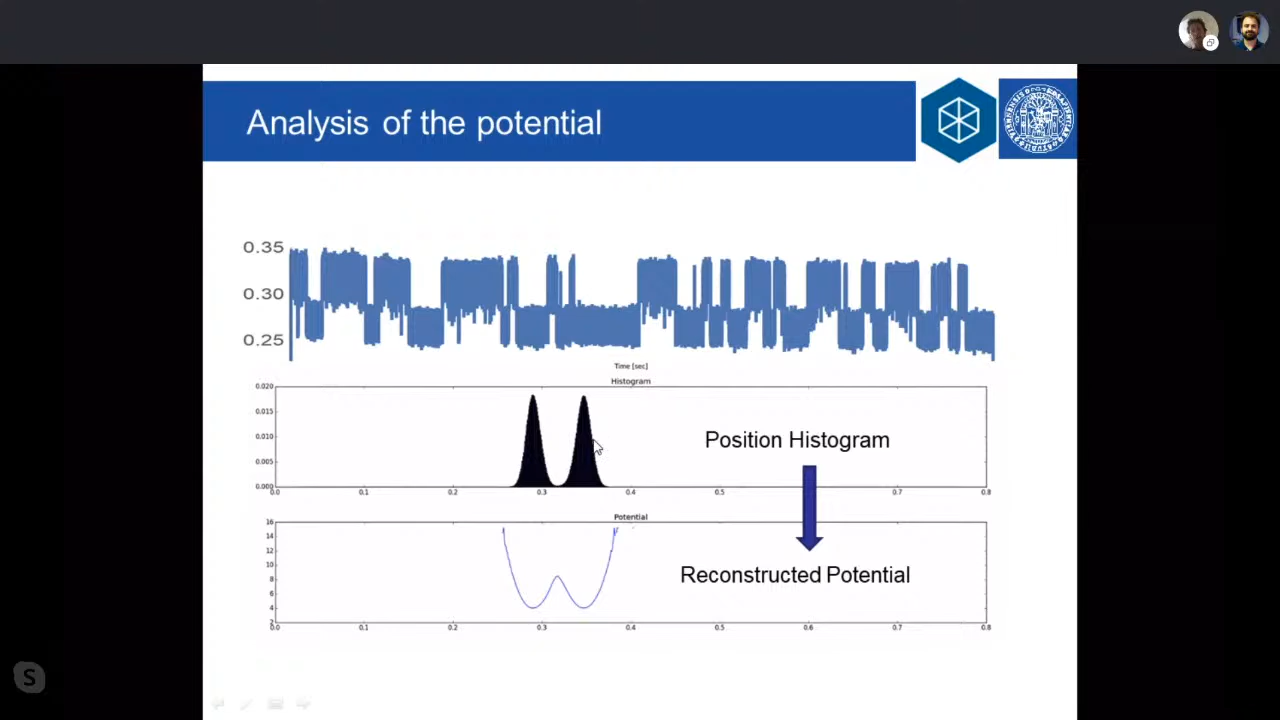 Analysis of the potential
0.35
0.30
0.25
Time [sec]
Histogram
0.020
0.015
0.010
0.005
0.000
0.0 0.1 0.2 0.3 0.4 0.5 0.6 0.7 0.8
Position Histogram
Potential
16
14
12
10
8
6
4
2
0.0 0.1 0.2 0.3 0.4 0.5 0.6 0.7 0.8
Reconstructed Potential
S